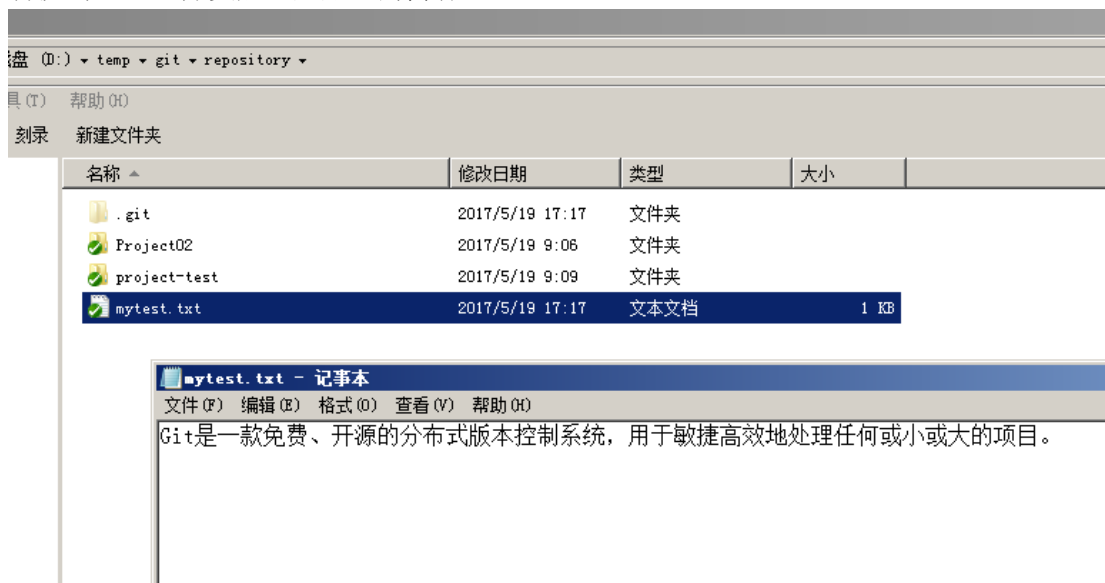 盘 (D:) ▾ temp ▾ git ▾ repository ▾
具(T) 帮助(H)
刻录 新建文件夹
名称 修改日期 类型 大小
.git 2017/5/19 17:17 文件夹
Project02 2017/5/19 9:06 文件夹
project-test 2017/5/19 9:09 文件夹
mytest.txt 2017/5/19 17:17 文本文档 1 KB
mytest.txt - 记事本
文件(F) 编辑(E) 格式(O) 查看(V) 帮助(H)
Git是一款免费、开源的分布式版本控制系统，用于敏捷高效地处理任何或小或大的项目。